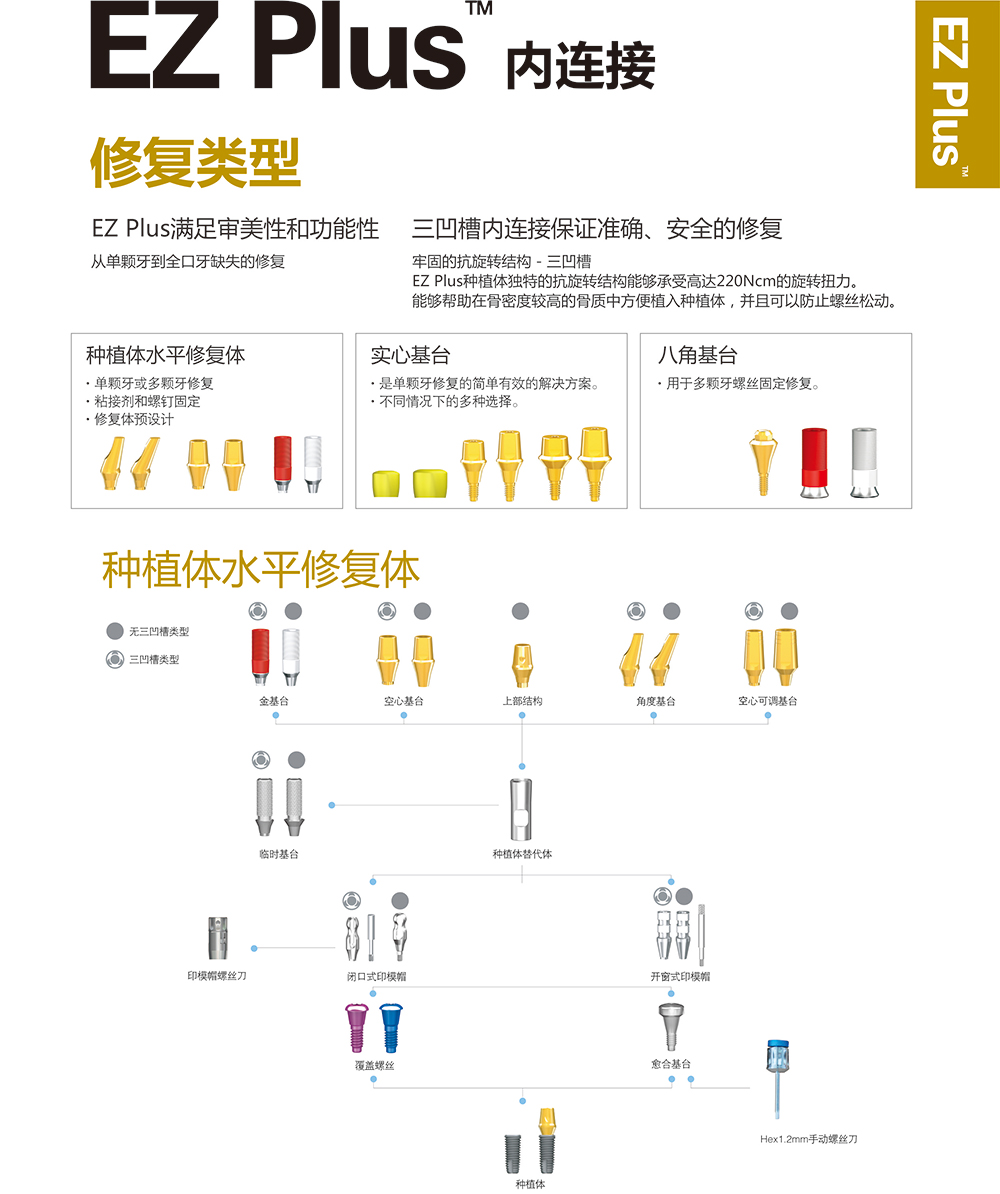 EZ Plus™ 内连接
EZ Plus™
修复类型
EZ Plus满足审美性和功能性
从单颗牙到全口牙缺失的修复
三凹槽内连接保证准确、安全的修复
牢固的抗旋转结构 - 三凹槽
EZ Plus种植体独特的抗旋转结构能够承受高达220Ncm的旋转扭力。
能够帮助在骨密度较高的骨质中方便植入种植体，并且可以防止螺丝松动。
种植体水平修复体
・单颗牙或多颗牙修复
・粘接剂和螺钉固定
・修复体预设计
实心基台
・是单颗牙修复的简单有效的解决方案。
・不同情况下的多种选择。
八角基台
・用于多颗牙螺丝固定修复。
种植体水平修复体
无三凹槽类型
三凹槽类型
金基台
空心基台
上部结构
角度基台
空心可调基台
临时基台
种植体替代体
印模帽螺丝刀
闭口式印模帽
开窗式印模帽
覆盖螺丝
愈合基台
Hex1.2mm手动螺丝刀
种植体